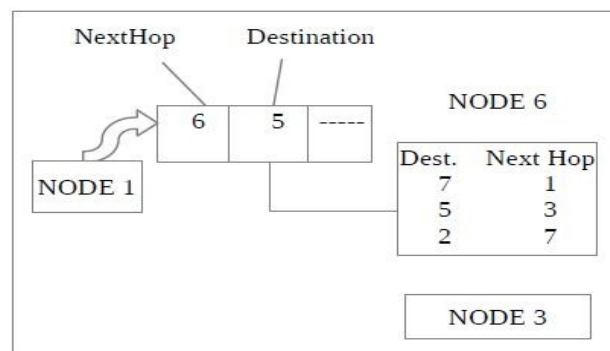 NextHop Destination
6 5 -----
NODE 1
NODE 6
Dest. Next Hop
7 1
5 3
2 7
NODE 3